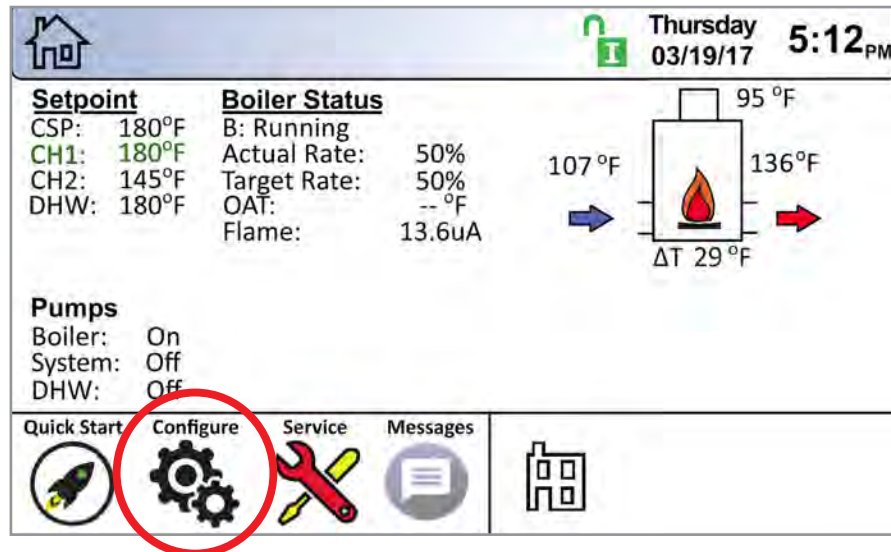 I
Thursday
03/19/17
5:12 PM
Setpoint
CSP: 180°F
CH1: 180°F
CH2: 145°F
DHW: 180°F
Boiler Status
B: Running
Actual Rate: 50%
Target Rate: 50%
OAT: -- °F
Flame: 13.6uA
95 °F
107 °F
136°F
ΔT 29 °F
Pumps
Boiler: On
System: Off
DHW: Off
Quick Start
Configure
Service
Messages